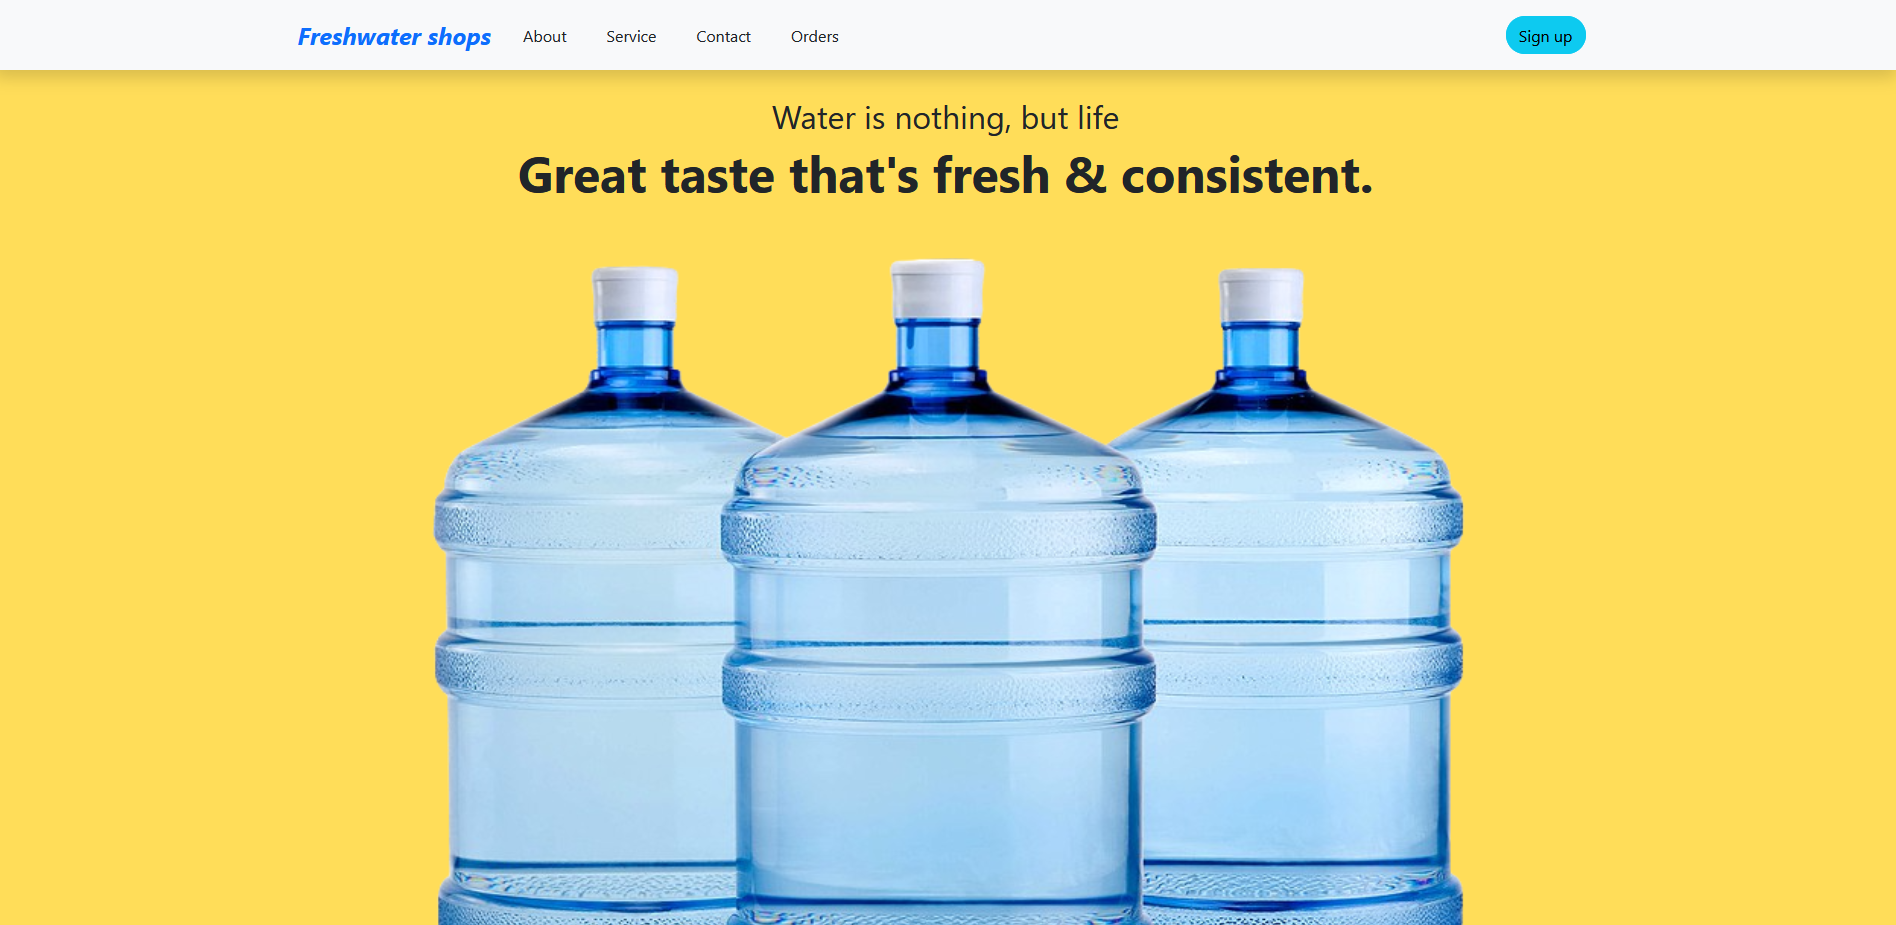 Freshwater shops About Service Contact Orders Sign up
Water is nothing, but life
Great taste that's fresh & consistent.